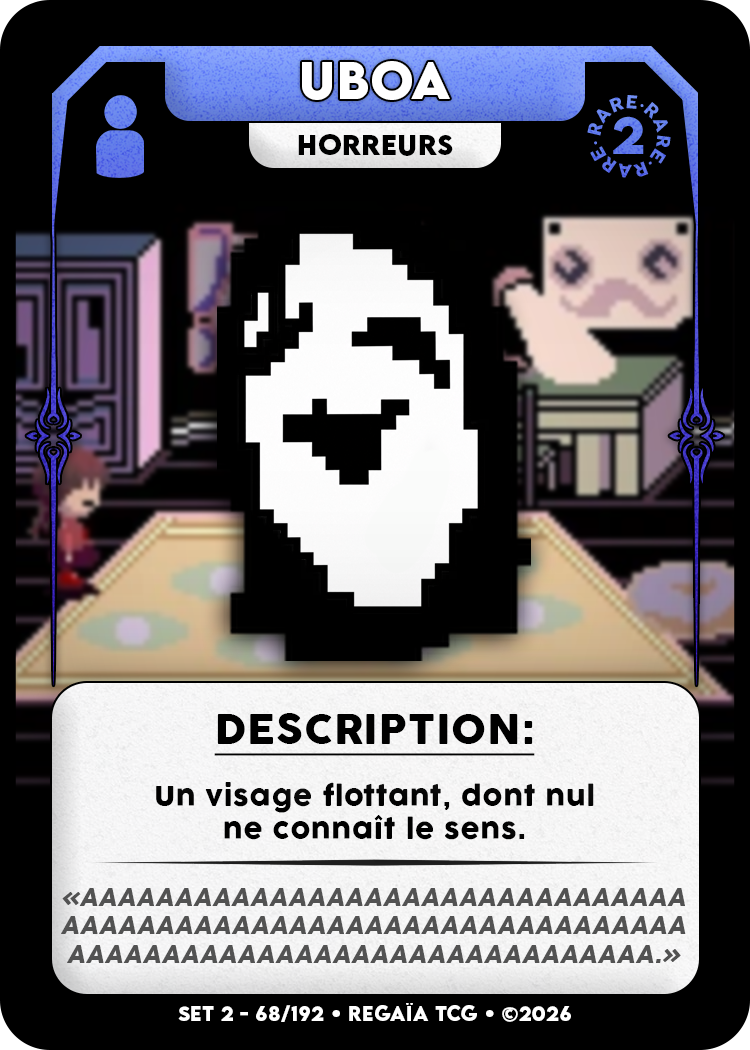 UBOA
HORREURS
RARE·RARE·RARE·
2
DESCRIPTION:
Un visage flottant, dont nul
ne connaît le sens.
«AAAAAAAAAAAAAAAAAAAAAAAAAAAAAAAA
AAAAAAAAAAAAAAAAAAAAAAAAAAAAAAAAA
AAAAAAAAAAAAAAAAAAAAAAAAAAAAAAA.»
SET 2 - 68/192 • REGAÏA TCG • ©2026